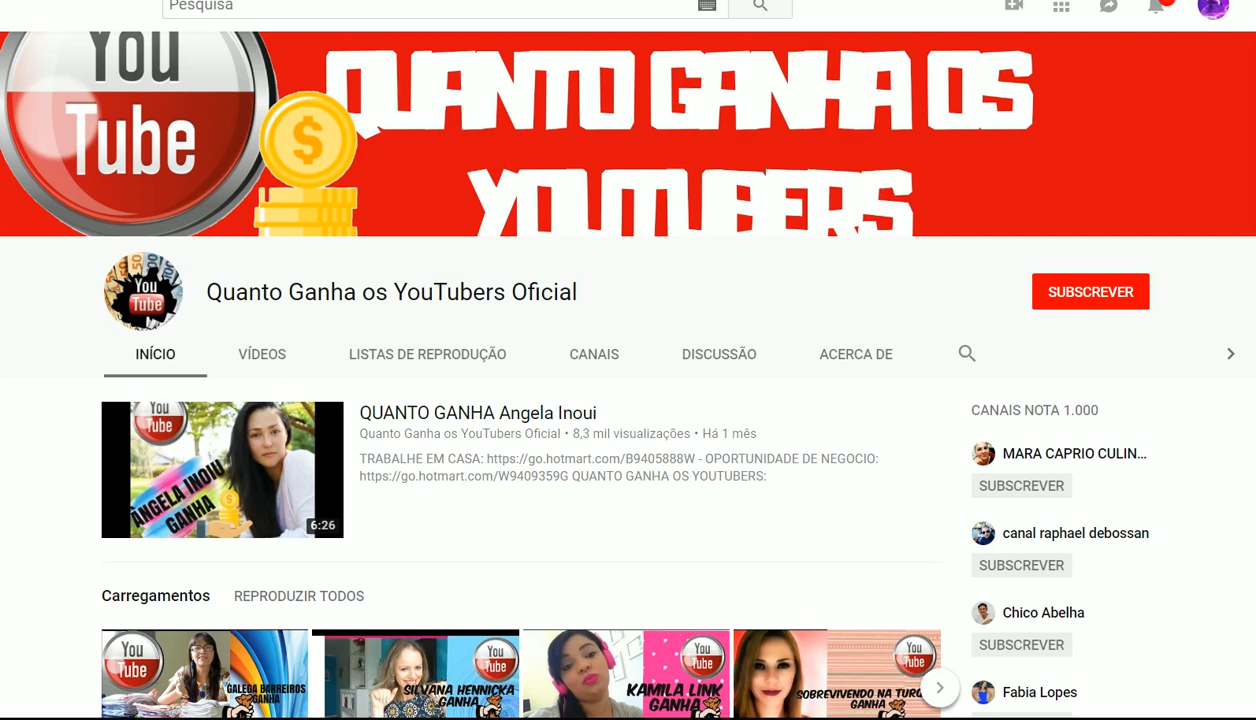 Pesquisa
You
Tube
QUANTO GANHA OS
YOUTUBERS
$
You
Tube
Quanto Ganha os YouTubers Oficial
SUBSCREVER
INÍCIO
VÍDEOS
LISTAS DE REPRODUÇÃO
CANAIS
DISCUSSÃO
ACERCA DE
You
Tube
ANGELA INOIU
GANHA
6:26
QUANTO GANHA Angela Inoui
Quanto Ganha os YouTubers Oficial • 8,3 mil visualizações • Há 1 mês
TRABALHE EM CASA: https://go.hotmart.com/B9405888W - OPORTUNIDADE DE NEGOCIO:
https://go.hotmart.com/W9409359G QUANTO GANHA OS YOUTUBERS:
CANAIS NOTA 1.000
MARA CAPRIO CULIN...
SUBSCREVER
canal raphael debossan
SUBSCREVER
Chico Abelha
SUBSCREVER
Fabia Lopes
Carregamentos
REPRODUZIR TODOS
You
Tube
GALEGA BARREIROS
GANHA
You
Tube
SILVANA HENNICKA
GANHA
You
Tube
KAMILA LINK
GANHA
You
Tube
SOBREVIVENDO NA TURQ
GANHA